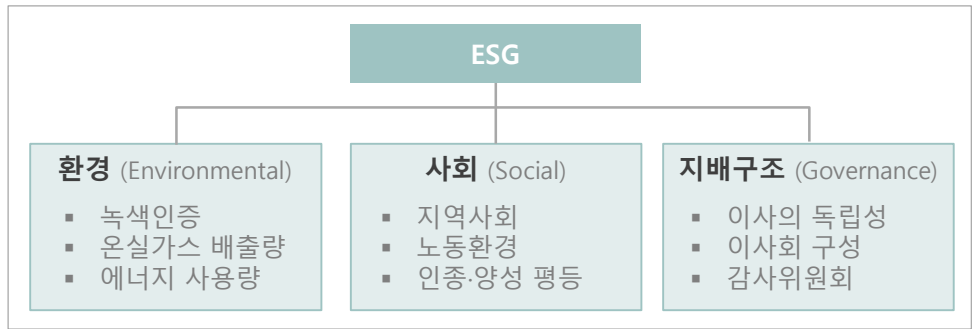 ESG
환경 (Environmental)
▪ 녹색인증
▪ 온실가스 배출량
▪ 에너지 사용량
사회 (Social)
▪ 지역사회
▪ 노동환경
▪ 인종·양성 평등
지배구조 (Governance)
▪ 이사의 독립성
▪ 이사회 구성
▪ 감사위원회